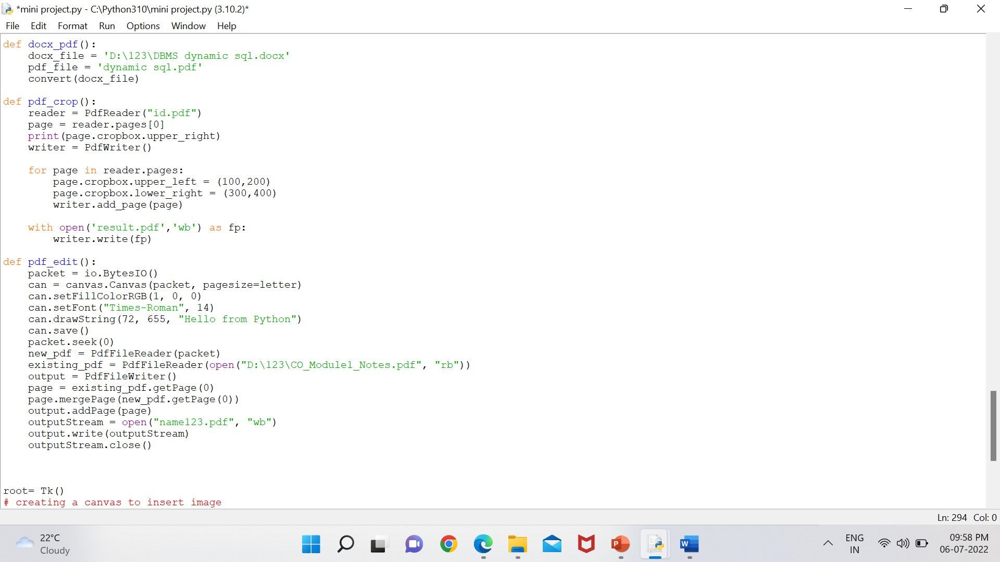 *mini project.py - C:\Python310\mini project.py (3.10.2)*
File Edit Format Run Options Window Help
def docx_pdf():
    docx_file = 'D:\123\DBMS dynamic sql.docx'
    pdf_file = 'dynamic sql.pdf'
    convert(docx_file)

def pdf_crop():
    reader = PdfReader("id.pdf")
    page = reader.pages[0]
    print(page.cropbox.upper_right)
    writer = PdfWriter()

    for page in reader.pages:
        page.cropbox.upper_left = (100,200)
        page.cropbox.lower_right = (300,400)
        writer.add_page(page)

    with open('result.pdf','wb') as fp:
        writer.write(fp)

def pdf_edit():
    packet = io.BytesIO()
    can = canvas.Canvas(packet, pagesize=letter)
    can.setFillColorRGB(1, 0, 0)
    can.setFont("Times-Roman", 14)
    can.drawString(72, 655, "Hello from Python")
    can.save()
    packet.seek(0)
    new_pdf = PdfFileReader(packet)
    existing_pdf = PdfFileReader(open("D:\123\CO_Module1_Notes.pdf", "rb"))
    output = PdfFileWriter()
    page = existing_pdf.getPage(0)
    page.mergePage(new_pdf.getPage(0))
    output.addPage(page)
    outputStream = open("name123.pdf", "wb")
    output.write(outputStream)
    outputStream.close()

root= Tk()
# creating a canvas to insert image
Ln: 294 Col: 0
22°C
Cloudy
P
W
ENG
IN
09:58 PM
06-07-2022